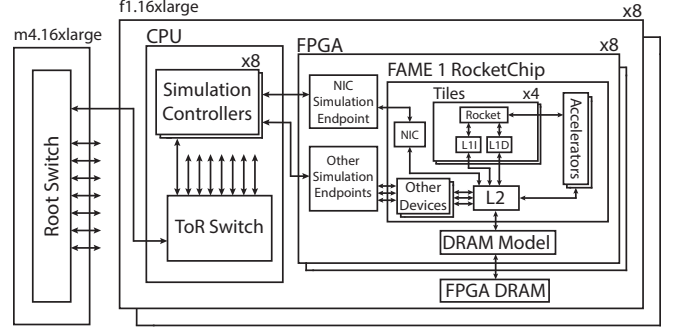 f1.16xlarge
x8
m4.16xlarge
CPU
FPGA
x8
x8
Simulation
Controllers
NIC
Simulation
Endpoint
FAME 1 RocketChip
Tiles
x4
Rocket
L1I
L1D
Accelerators
NIC
Root Switch
Other
Simulation
Endpoints
Other
Devices
L2
ToR Switch
DRAM Model
FPGA DRAM